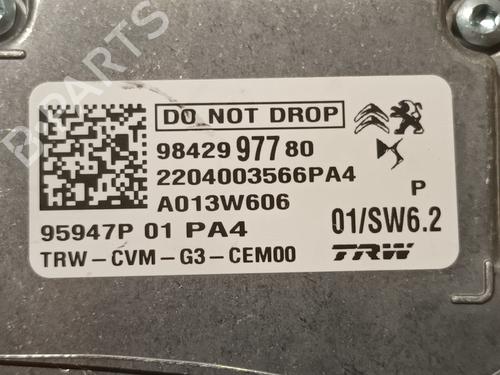 B-PARTS
DO NOT DROP
98429 977 80
2204003566PA4
A013W606
P
95947P 01 PA4
01/SW6.2
TRW-CVM-G3-CEM00
TRW